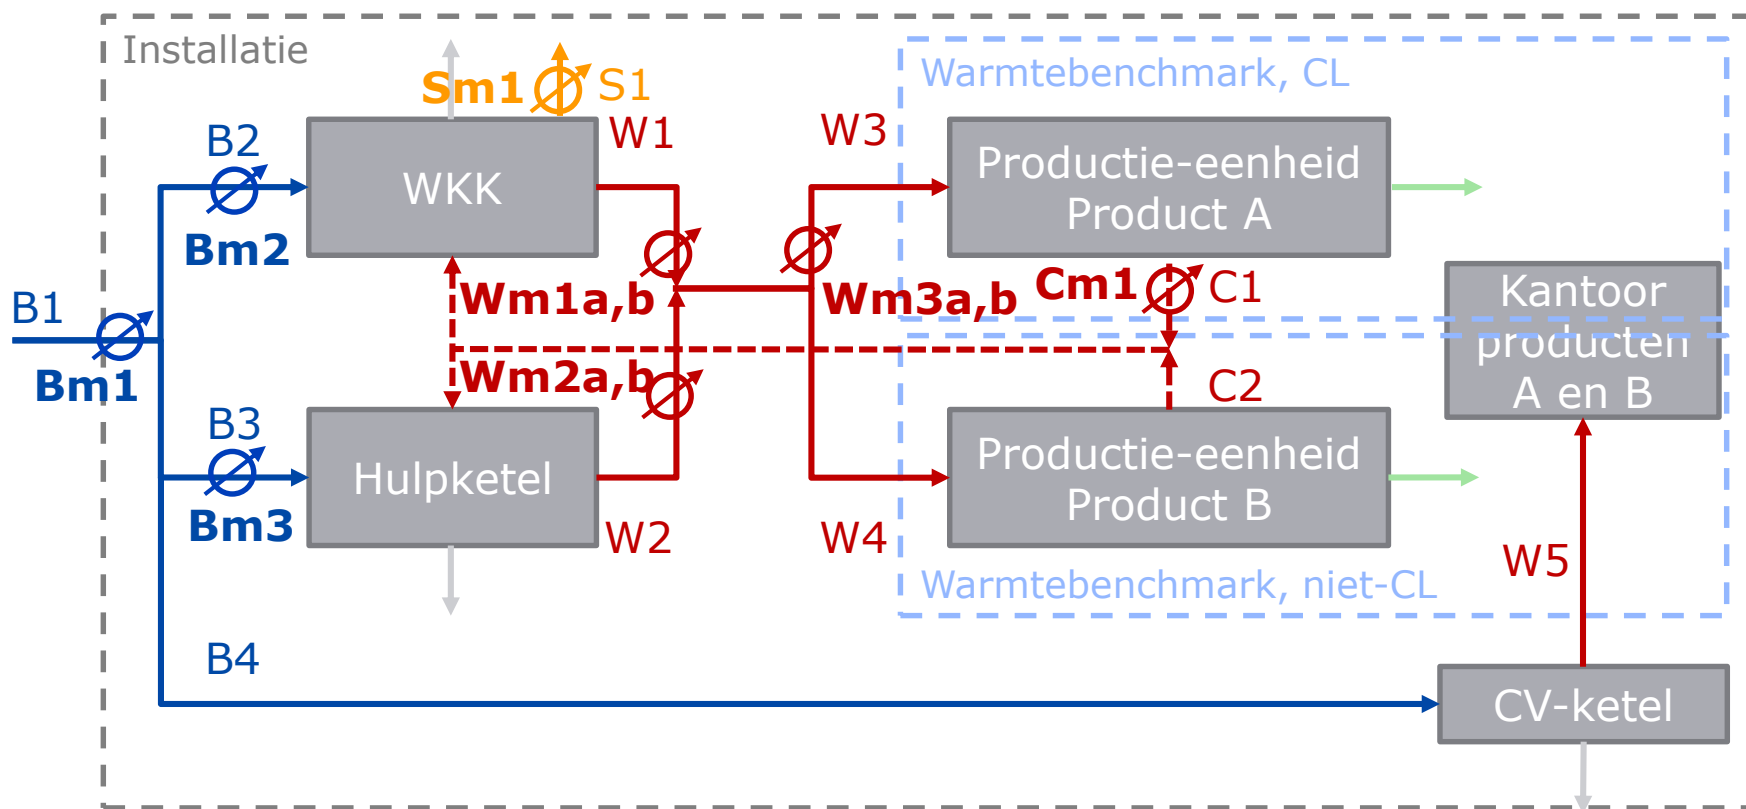 Installatie
Warmtebenchmark, CL
Sm1
S1
B2
W1
W3
WKK
Productie-eenheid
Product A
Bm2
B1
Wm1a,b
Wm3a,b
Cm1
C1
Kantoor
producten
A en B
Bm1
Wm2a,b
C2
B3
Hulpketel
Productie-eenheid
Product B
Bm3
W2
W4
W5
Warmtebenchmark, niet-CL
B4
CV-ketel